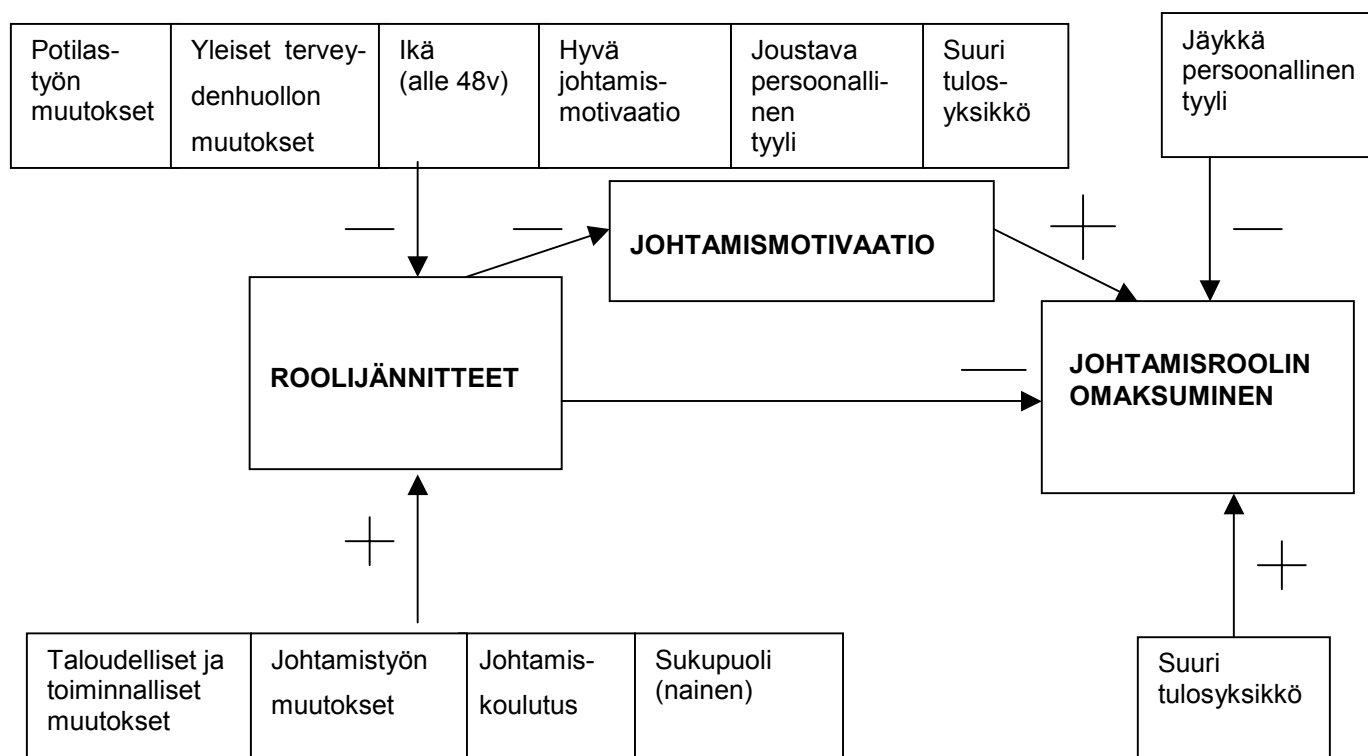 Potilas-
työn
muutokset
Yleiset tervey-
denhuollon
muutokset
Ikä
(alle 48v)
Hyvä
johtamis-
motivaatio
Joustava
persoonalli-
nen
tyyli
Suuri
tulos-
yksikkö
Jäykkä
persoonallinen
tyyli
JOHTAMISMOTIVAATIO
ROOLIJÄNNITTEET
JOHTAMISROOLIN
OMAKSUMINEN
Taloudelliset ja
toiminnalliset
muutokset
Johtamistyön
muutokset
Johtamis-
koulutus
Sukupuoli
(nainen)
Suuri
tulosyksikkö